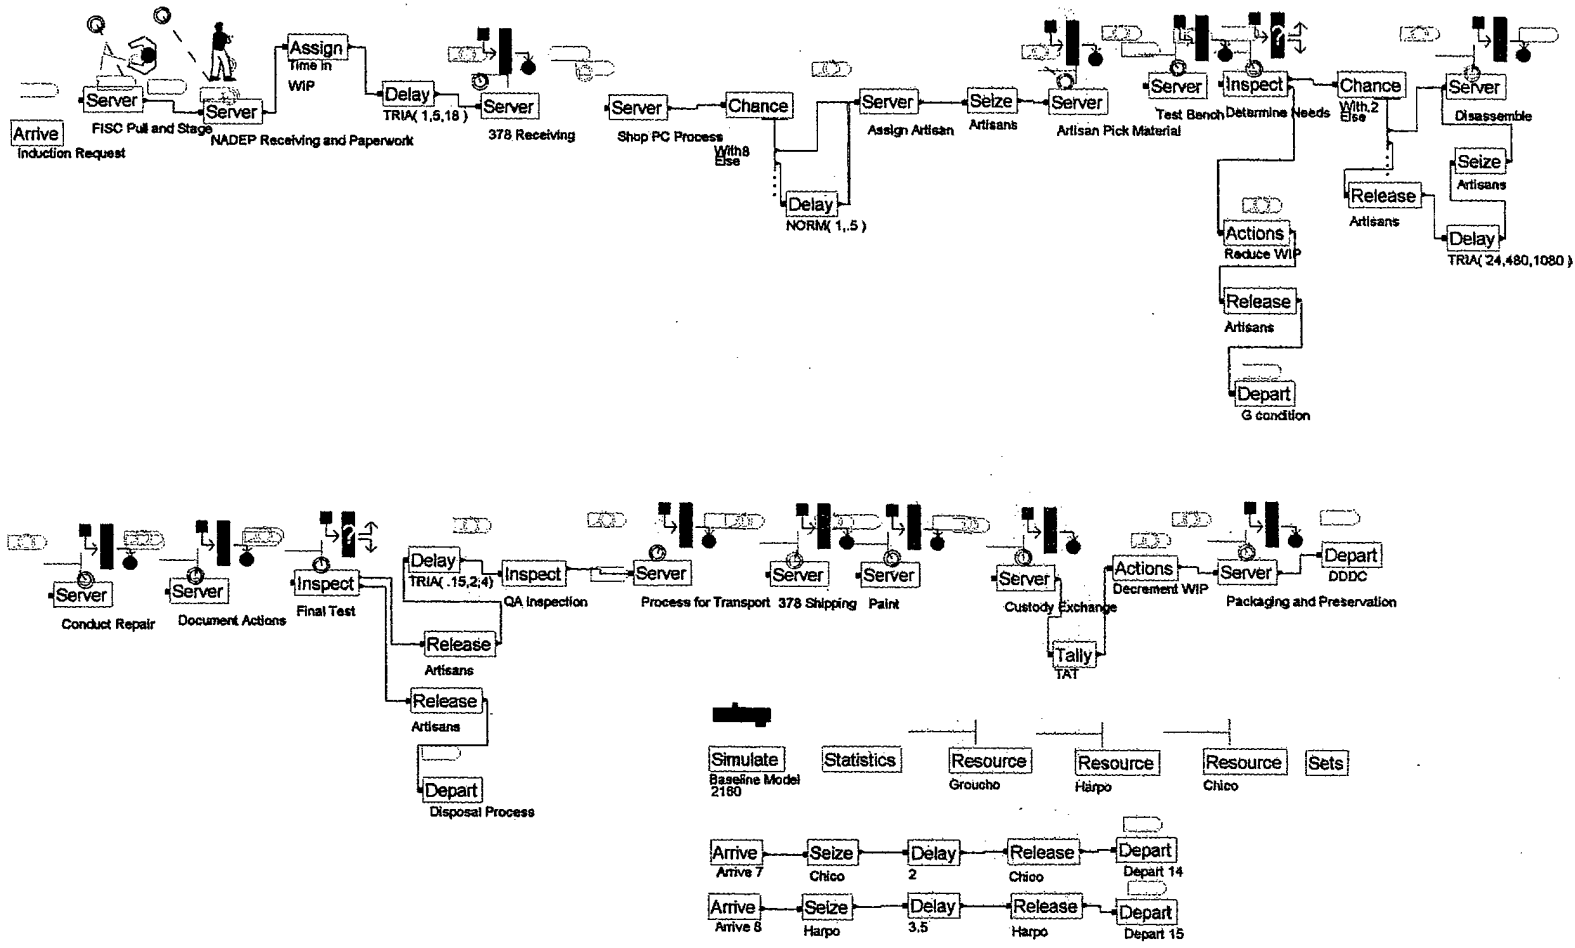 Arrive
Induction Request
Server
FISC Pull and Stage
Server
NADEP Receiving and Paperwork
Assign
Time In
WIP
Delay
TRIA( 1,5,18 )
Server
378 Receiving
Server
Shop PC Process
Chance
With8
Else
Delay
NORM( 1,.5 )
Server
Assign Artisan
Seize
Artisans
Server
Artisan Pick Material
Server
Test Bench
Inspect
Determine Needs
Chance
With.2
Else
Server
Disassemble
Seize
Artisans
Release
Artisans
Delay
TRIA( 24,480,1080 )
Actions
Reduce WIP
Release
Artisans
Depart
G condition
Server
Conduct Repair
Server
Document Actions
Inspect
Final Test
Delay
TRIA( .15,2,4)
Inspect
QA Inspection
Release
Artisans
Release
Artisans
Depart
Disposal Process
Server
Process for Transport
Server
378 Shipping
Server
Paint
Server
Custody Exchange
Tally
TAT
Actions
Decrement WIP
Server
Packaging and Preservation
Depart
DDDC
Simulate
Baseline Model
2160
Statistics
Resource
Groucho
Resource
Harpo
Resource
Chico
Sets
Arrive
Arrive 7
Seize
Chico
Delay
2
Release
Chico
Depart
Depart 14
Arrive
Arrive 8
Seize
Harpo
Delay
3.5
Release
Harpo
Depart
Depart 15